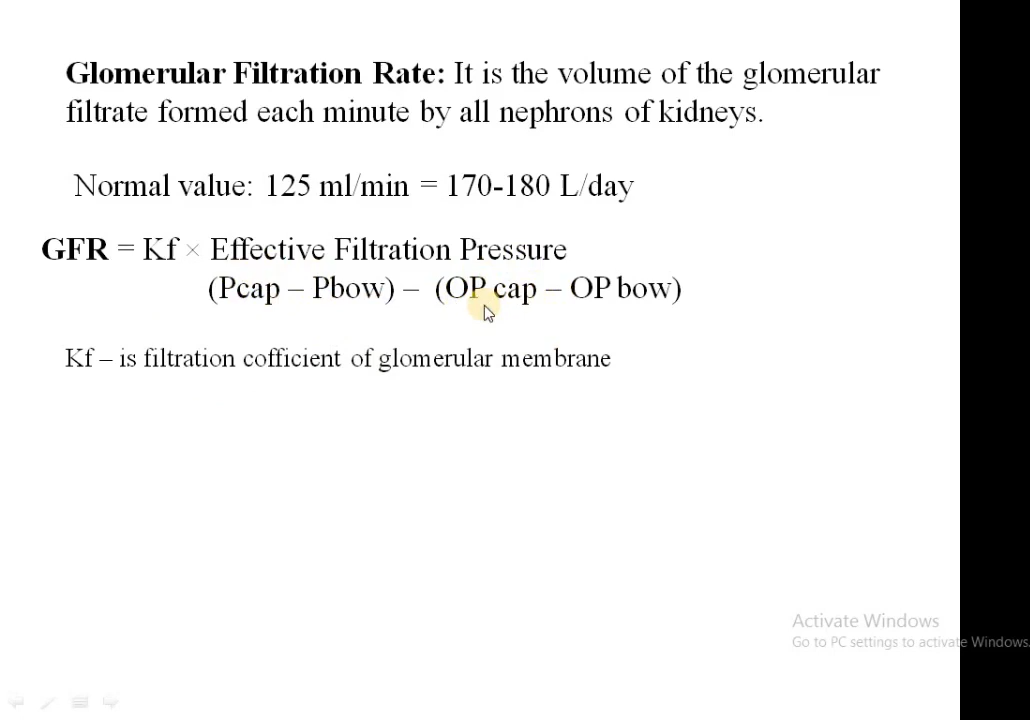 Glomerular Filtration Rate: It is the volume of the glomerular
filtrate formed each minute by all nephrons of kidneys.
Normal value: 125 ml/min = 170-180 L/day
GFR = Kf × Effective Filtration Pressure
(Pcap – Pbow) – (OP cap – OP bow)
Kf – is filtration cofficient of glomerular membrane
Activate Windows
Go to PC settings to activate Windows.